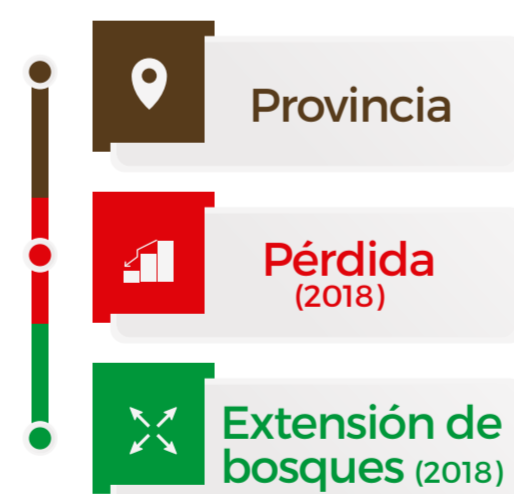 Provincia
Pérdida
(2018)
Extensión de
bosques (2018)